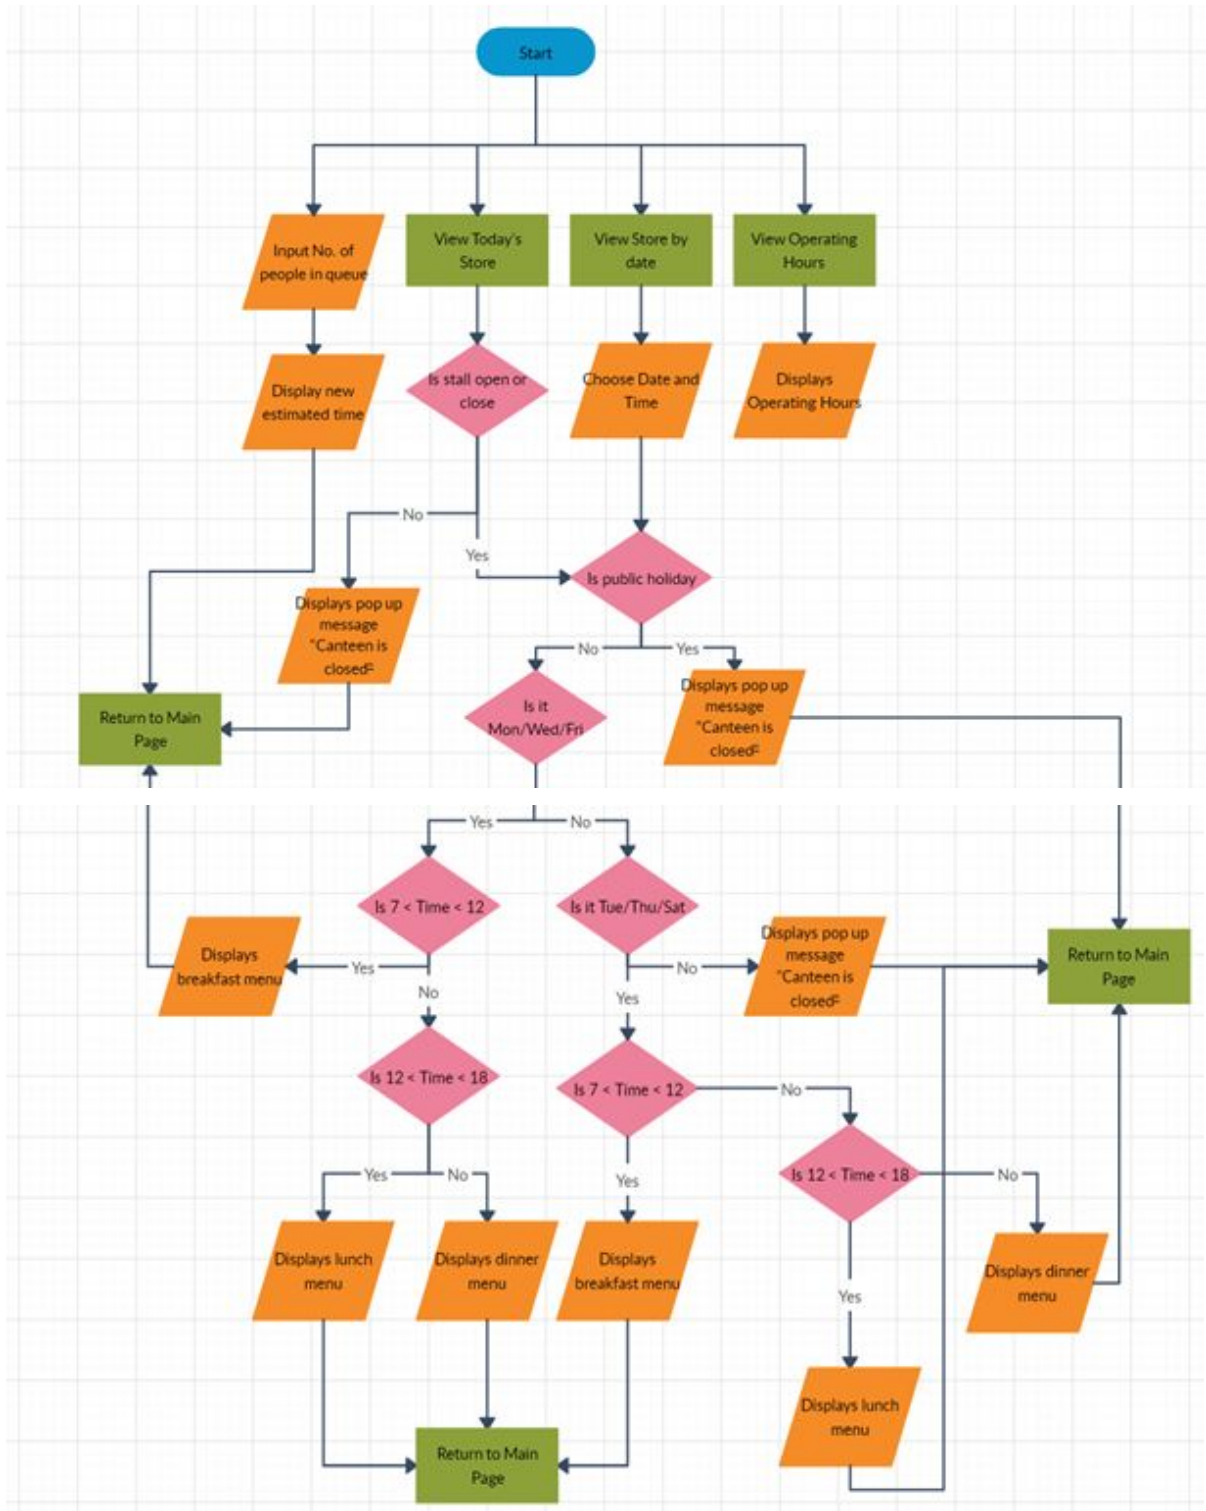 Start
Input No. of
people in queue
View Today's
Store
View Store by
date
View Operating
Hours
Display new
estimated time
Is stall open or
close
Choose Date and
Time
Displays
Operating Hours
No
Yes
Is public holiday
Displays pop up
message
"Canteen is
closed"
No
Yes
Is it
Mon/Wed/Fri
Displays pop up
message
"Canteen is
closed"
Return to Main
Page
Yes
No
Is 7 < Time < 12
Is it Tue/Thu/Sat
Displays
breakfast menu
Yes
No
No
Yes
Displays pop up
message
"Canteen is
closed"
Return to Main
Page
Is 12 < Time < 18
Is 7 < Time < 12
No
Is 12 < Time < 18
No
Yes
No
Yes
Displays lunch
menu
Displays dinner
menu
Displays
breakfast menu
Displays dinner
menu
Yes
Displays lunch
menu
Return to Main
Page